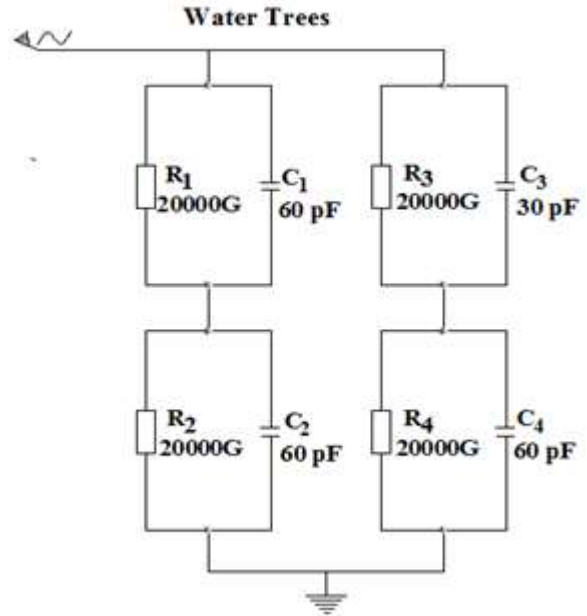 Water Trees
R1
20000G
C1
60 pF
R3
20000G
C3
30 pF
R2
20000G
C2
60 pF
R4
20000G
C4
60 pF